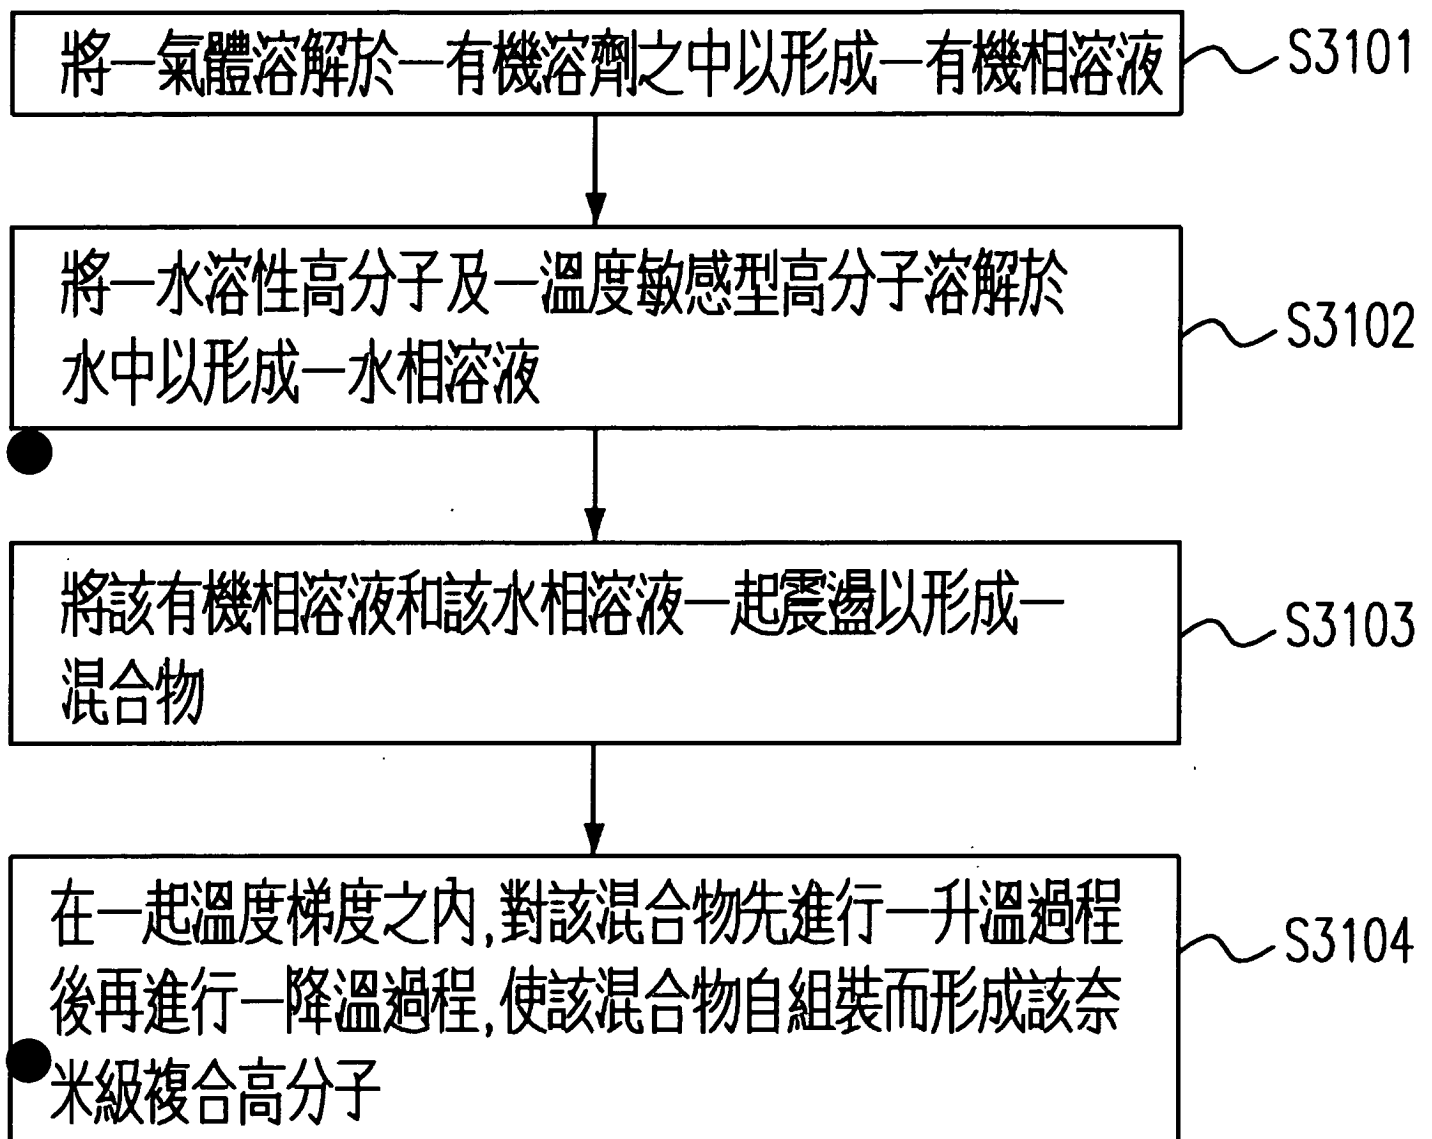 將一氣體溶解於一有機溶劑之中以形成一有機相溶液
S3101
將一水溶性高分子及一溫度敏感型高分子溶解於
水中以形成一水相溶液
S3102
將該有機相溶液和該水相溶液一起震盪以形成一
混合物
S3103
在一起溫度梯度之內,對該混合物先進行一升溫過程
後再進行一降溫過程,使該混合物自組裝而形成該奈
米級複合高分子
S3104